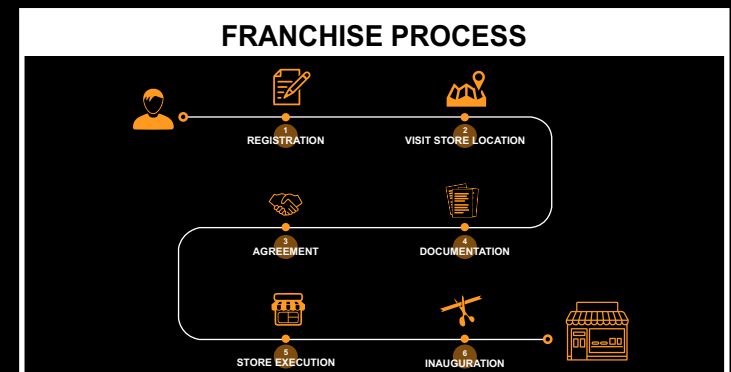 FRANCHISE PROCESS
1
REGISTRATION
2
VISIT STORE LOCATION
3
AGREEMENT
4
DOCUMENTATION
5
STORE EXECUTION
6
INAUGURATION